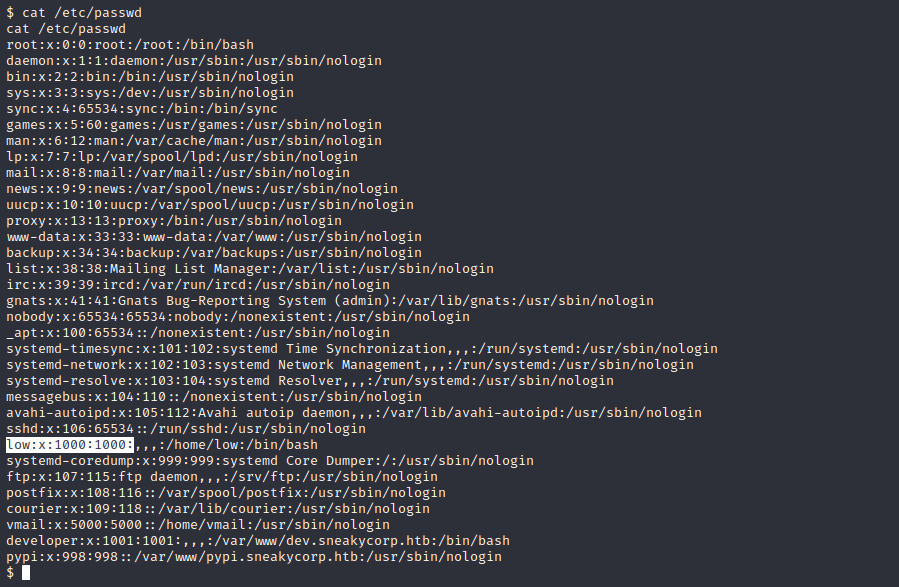 $ cat /etc/passwd
cat /etc/passwd
root:x:0:0:root:/root:/bin/bash
daemon:x:1:1:daemon:/usr/sbin:/usr/sbin/nologin
bin:x:2:2:bin:/bin:/usr/sbin/nologin
sys:x:3:3:sys:/dev:/usr/sbin/nologin
sync:x:4:65534:sync:/bin:/bin/sync
games:x:5:60:games:/usr/games:/usr/sbin/nologin
man:x:6:12:man:/var/cache/man:/usr/sbin/nologin
lp:x:7:7:lp:/var/spool/lpd:/usr/sbin/nologin
mail:x:8:8:mail:/var/mail:/usr/sbin/nologin
news:x:9:9:news:/var/spool/news:/usr/sbin/nologin
uucp:x:10:10:uucp:/var/spool/uucp:/usr/sbin/nologin
proxy:x:13:13:proxy:/bin:/usr/sbin/nologin
www-data:x:33:33:www-data:/var/www:/usr/sbin/nologin
backup:x:34:34:backup:/var/backups:/usr/sbin/nologin
list:x:38:38:Mailing List Manager:/var/list:/usr/sbin/nologin
irc:x:39:39:ircd:/var/run/ircd:/usr/sbin/nologin
gnats:x:41:41:Gnats Bug-Reporting System (admin):/var/lib/gnats:/usr/sbin/nologin
nobody:x:65534:65534:nobody:/nonexistent:/usr/sbin/nologin
_apt:x:100:65534::/nonexistent:/usr/sbin/nologin
systemd-timesync:x:101:102:systemd Time Synchronization,,,:/run/systemd:/usr/sbin/nologin
systemd-network:x:102:103:systemd Network Management,,,:/run/systemd:/usr/sbin/nologin
systemd-resolve:x:103:104:systemd Resolver,,,:/run/systemd:/usr/sbin/nologin
messagebus:x:104:110::/nonexistent:/usr/sbin/nologin
avahi-autoipd:x:105:112:Avahi autoip daemon,,,:/var/lib/avahi-autoipd:/usr/sbin/nologin
sshd:x:106:65534::/run/sshd:/usr/sbin/nologin
low:x:1000:1000:,,,:/home/low:/bin/bash
systemd-coredump:x:999:999:systemd Core Dumper:/:/usr/sbin/nologin
ftp:x:107:115:ftp daemon,,,:/srv/ftp:/usr/sbin/nologin
postfix:x:108:116::/var/spool/postfix:/usr/sbin/nologin
courier:x:109:118::/var/lib/courier:/usr/sbin/nologin
vmail:x:5000:5000::/home/vmail:/usr/sbin/nologin
developer:x:1001:1001:,,,:/var/www/dev.sneakycorp.htb:/bin/bash
pypi:x:998:998::/var/www/pypi.sneakycorp.htb:/usr/sbin/nologin
$